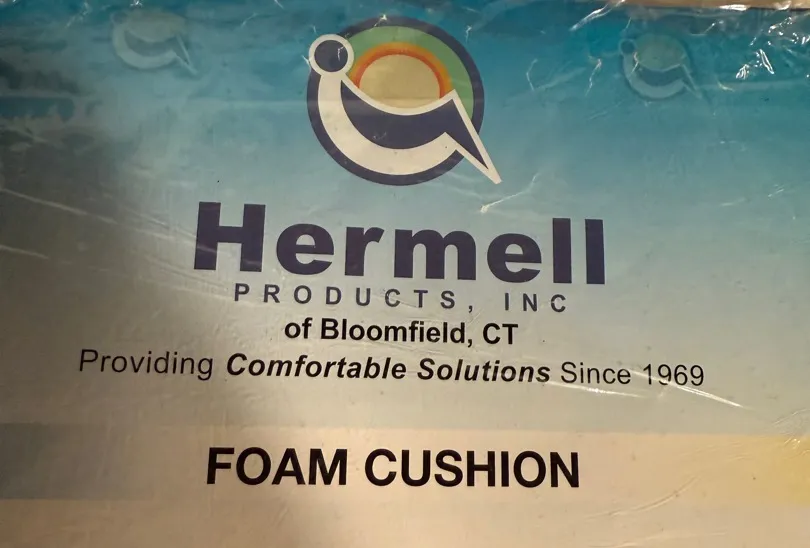 Hermell
PRODUCTS, INC
of Bloomfield, CT
Providing Comfortable Solutions Since 1969
FOAM CUSHION